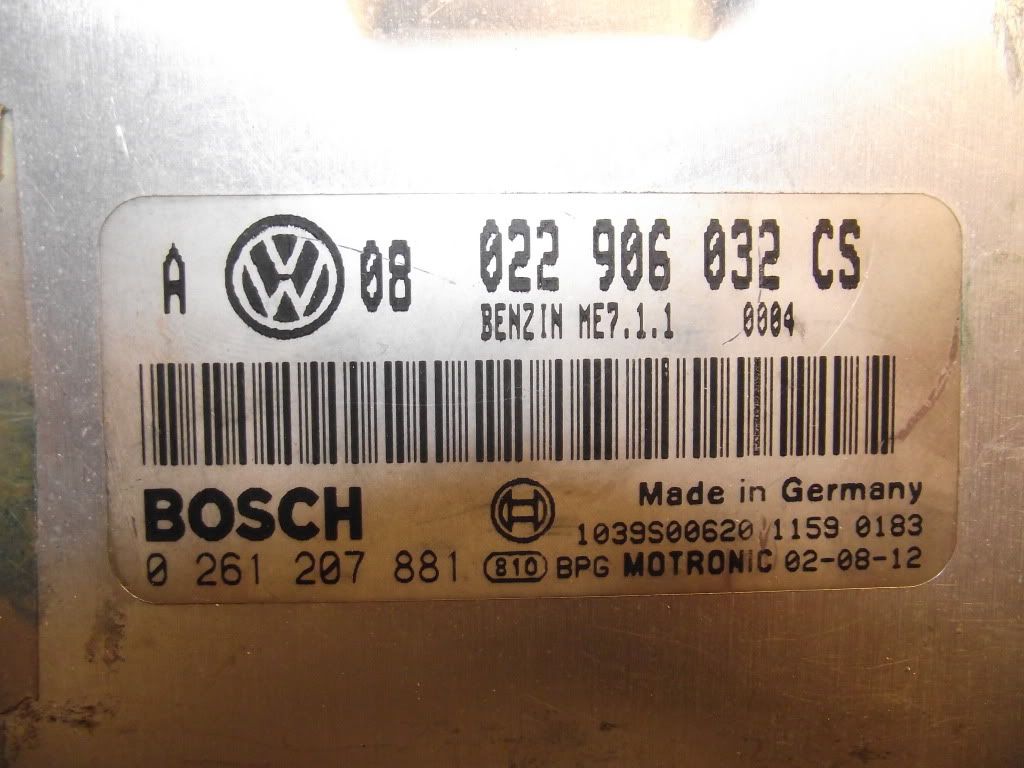 A VW 08 022 906 032 CS
BENZIN ME7.1.1 0004
BOSCH
Made in Germany
1039S00620 1159 0183
0 261 207 881 810 BPG MOTRONIC 02-08-12